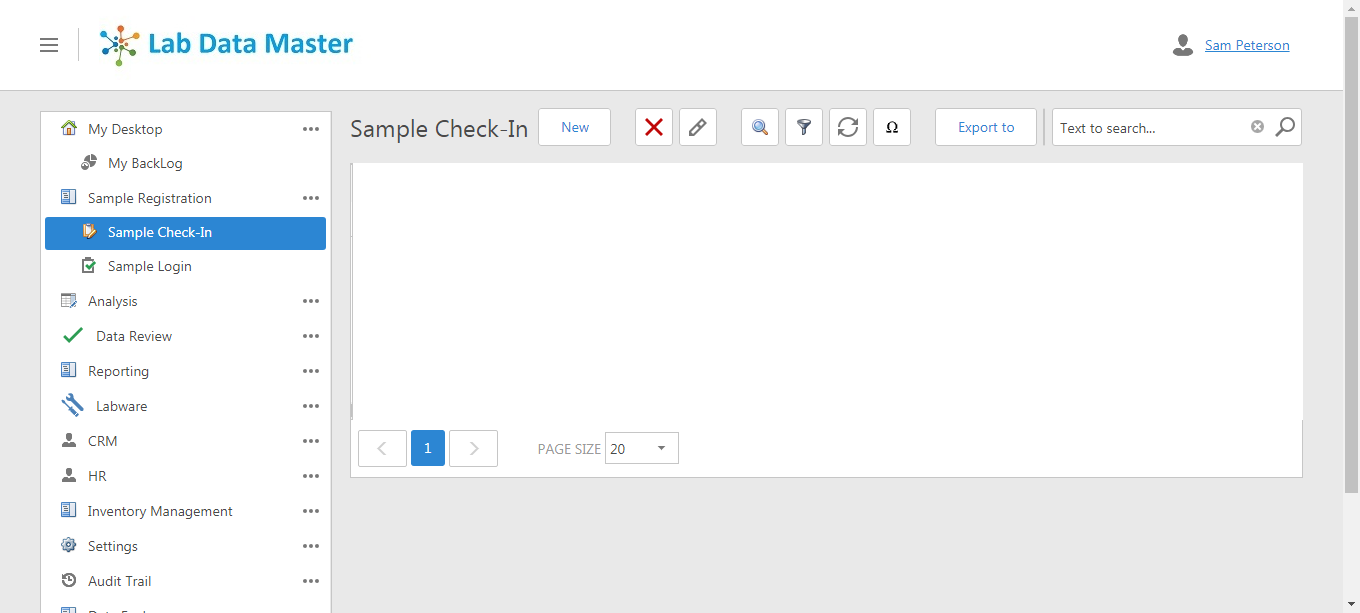 Lab Data Master
Sam Peterson
My Desktop
My BackLog
Sample Registration
Sample Check-In
Sample Login
Analysis
Data Review
Reporting
Labware
CRM
HR
Inventory Management
Settings
Audit Trail
Sample Check-In
New
Ω
Export to
Text to search...
1
PAGE SIZE
20